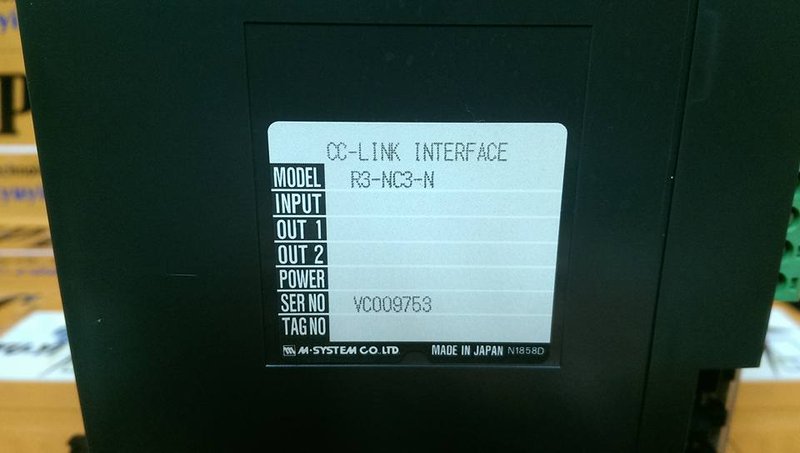 CC-LINK INTERFACE
MODEL R3-NC3-N
INPUT
OUT 1
OUT 2
POWER
SER NO VC009753
TAG NO
M-SYSTEM CO.,LTD. MADE IN JAPAN N1858D